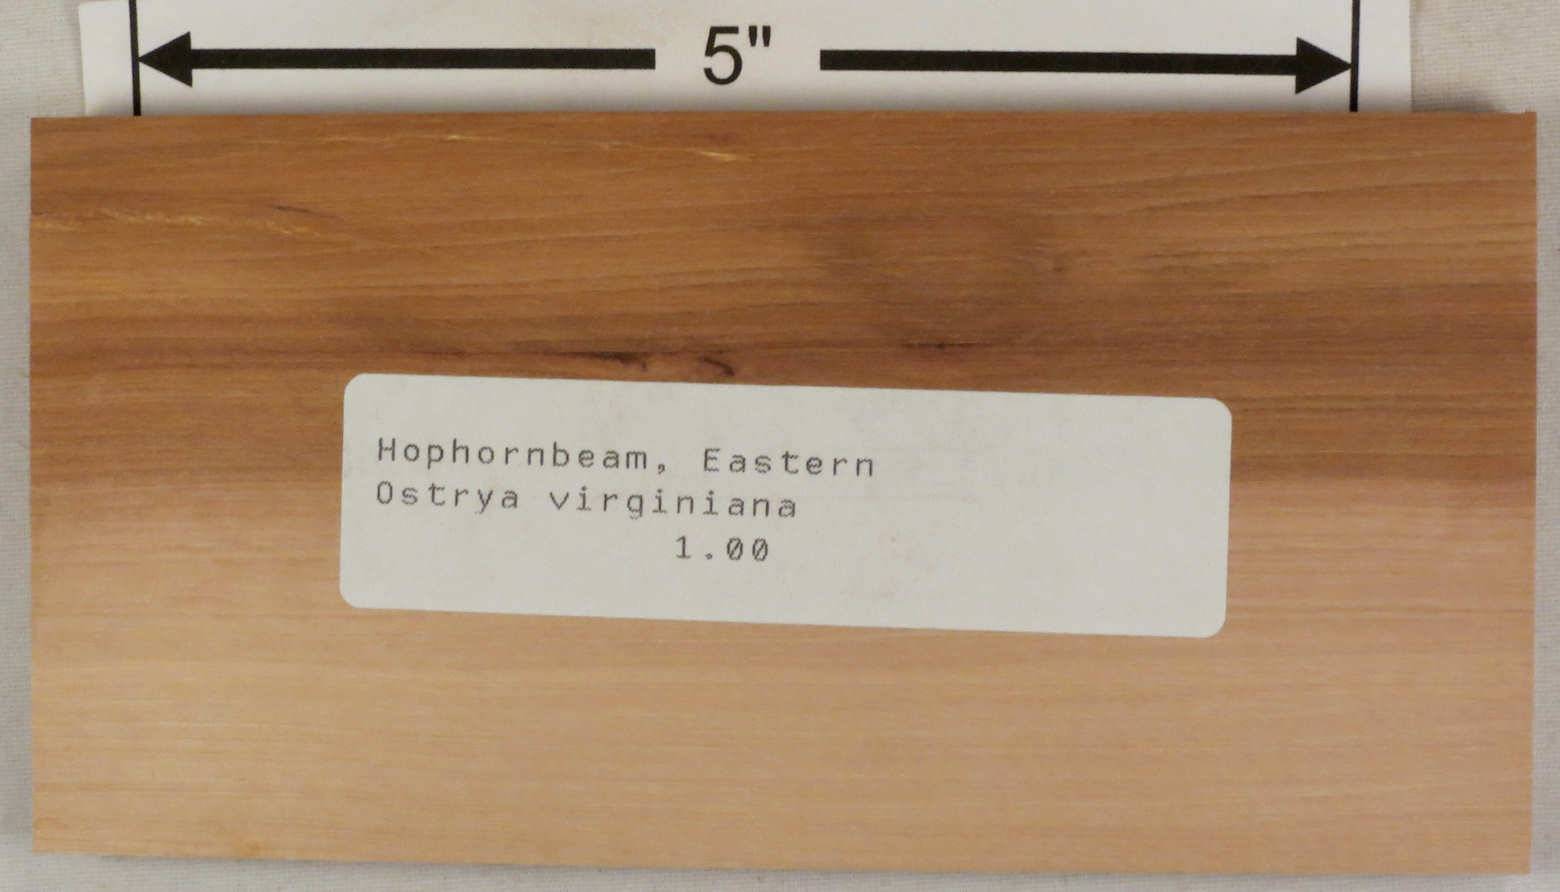 5"
Hophornbeam, Eastern
Ostrya virginiana
1.00